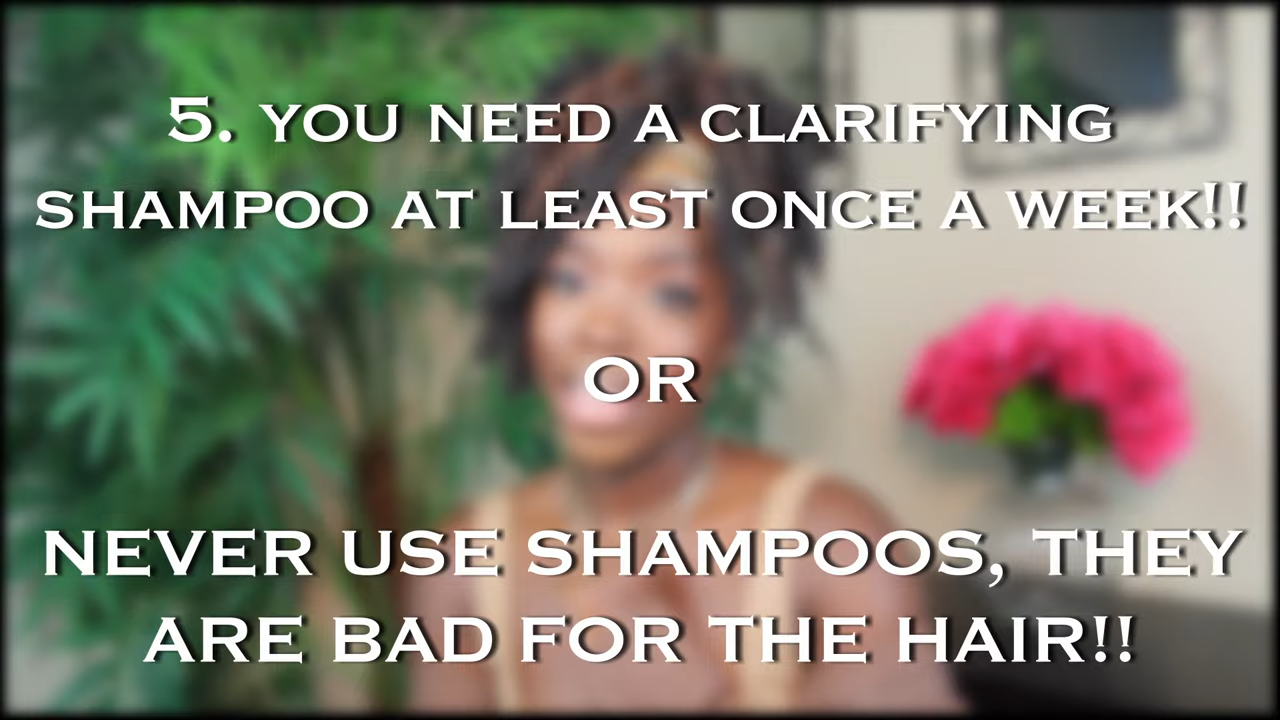 5. YOU NEED A CLARIFYING
SHAMPOO AT LEAST ONCE A WEEK!!
OR
NEVER USE SHAMPOOS, THEY
ARE BAD FOR THE HAIR!!